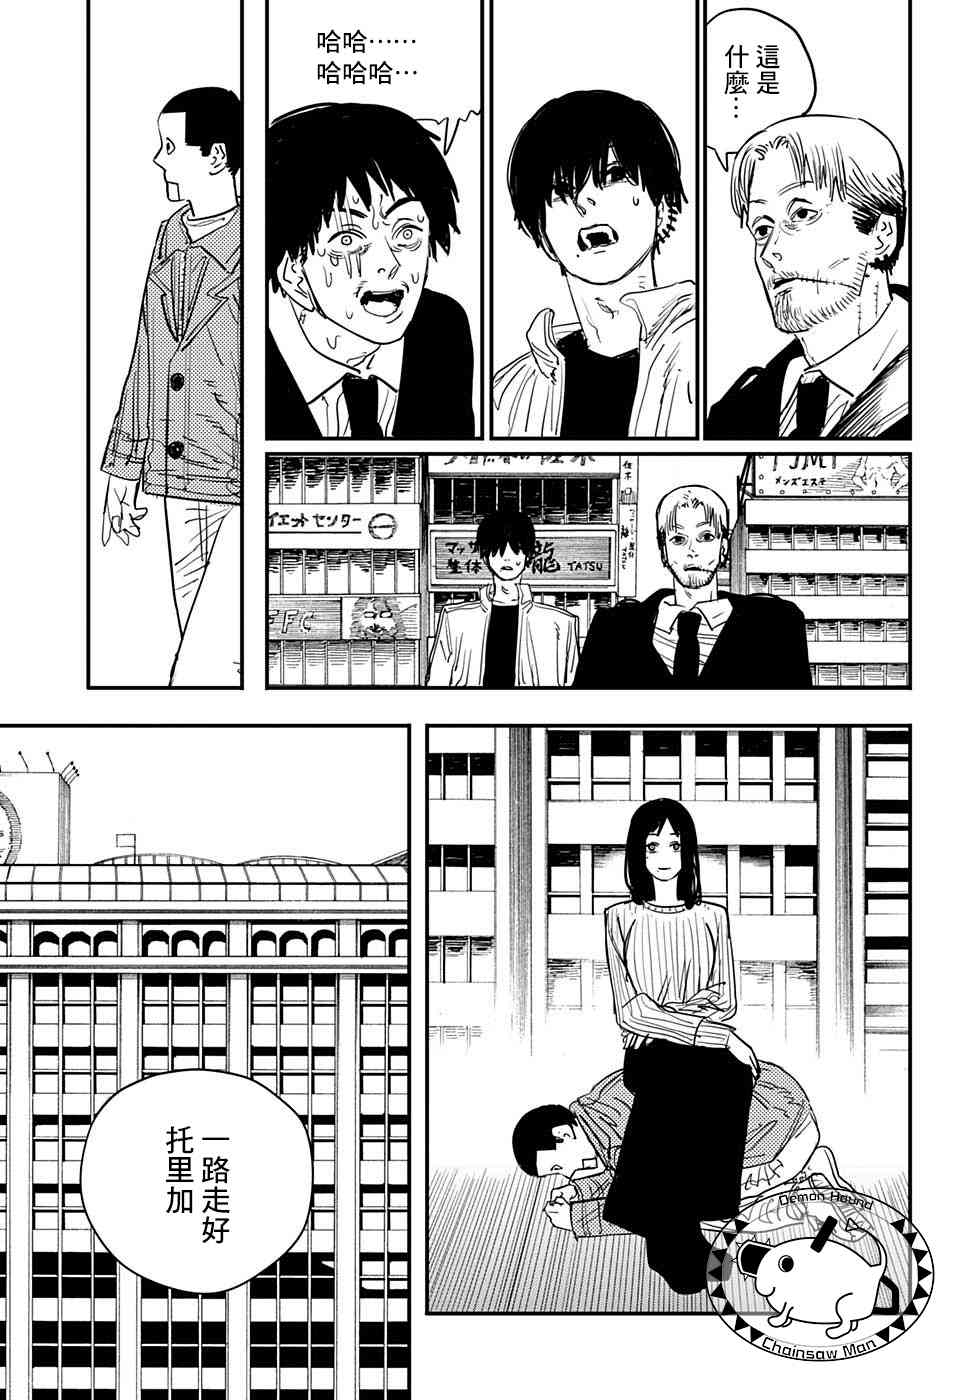 這是
什麼…
哈哈……
哈哈哈…
イエットセンター
FFC
マッサ
整体
龍
TATSU
メンズエステ
一路走好
托里加
Demon Hound
Chainsaw Man